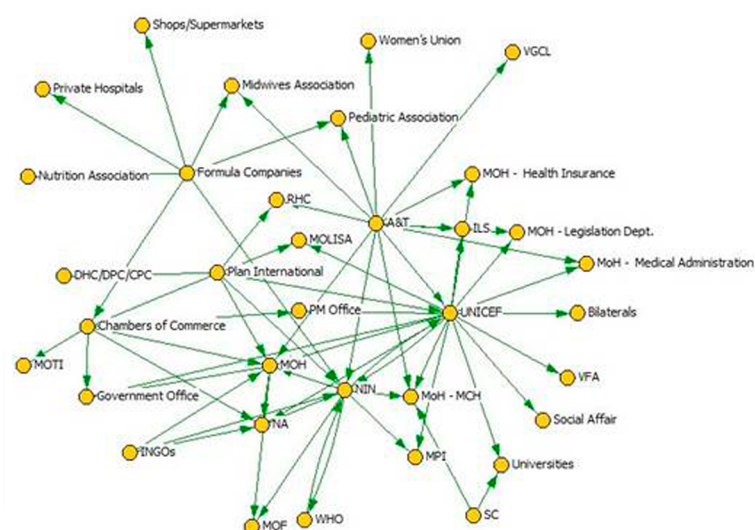 Shops/Supermarkets
Women's Union
VGCL
Private Hospitals
Midwives Association
Pediatric Association
Nutrition Association
Formula Companies
MOH - Health Insurance
RHC
A&T
ILS
MOH - Legislation Dept.
MOLISA
MoH - Medical Administration
DHC/DPC/CPC
Plan International
PM Office
UNICEF
Bilaterals
Chambers of Commerce
MOTI
MOH
VFA
Government Office
NIN
MoH - MCH
Social Affair
NA
INGOs
MPI
Universities
MOF
WHO
SC